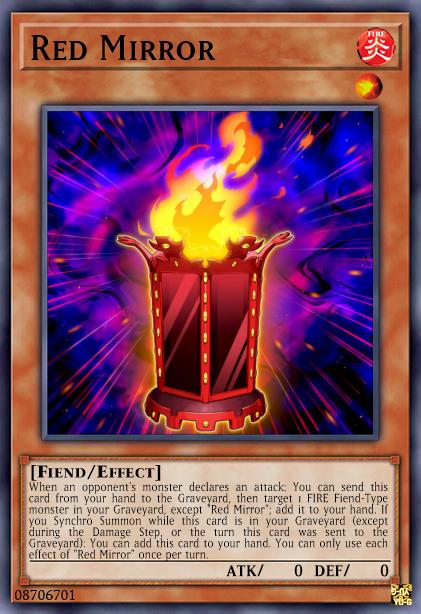 RED MIRROR
FIRE
炎
[FIEND/EFFECT]
When an opponent's monster declares an attack: You can send this
card from your hand to the Graveyard, then target 1 FIRE Fiend-Type
monster in your Graveyard, except "Red Mirror"; add it to your hand. If
you Synchro Summon while this card is in your Graveyard (except
during the Damage Step, or the turn this card was sent to the
Graveyard): You can add this card to your hand. You can only use each
effect of "Red Mirror" once per turn.
ATK/ 0 DEF/ 0
08706701